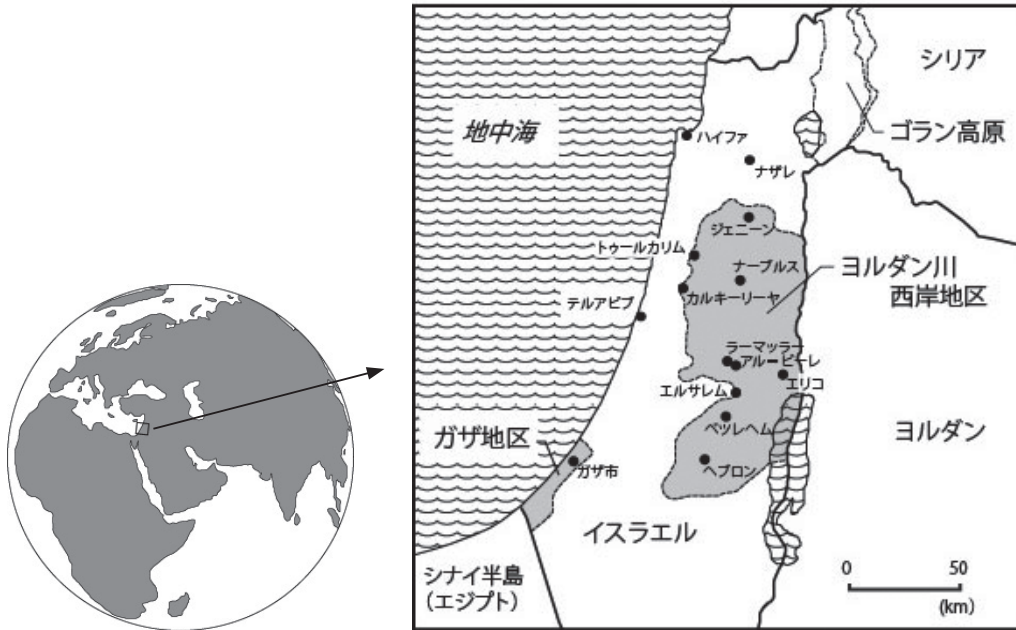 シリア
地中海
ゴラン高原
ハイファ
ナザレ
ジェニーン
トゥールカリム
ナーブルス
ヨルダン川
西岸地区
カルキーリーヤ
テルアビブ
ラーマッラー
アルービーレ
エルサレム
エリコ
ベツレヘム
ヨルダン
ガザ地区
ガザ市
ヘブロン
イスラエル
シナイ半島
(エジプト)
0 50
(km)